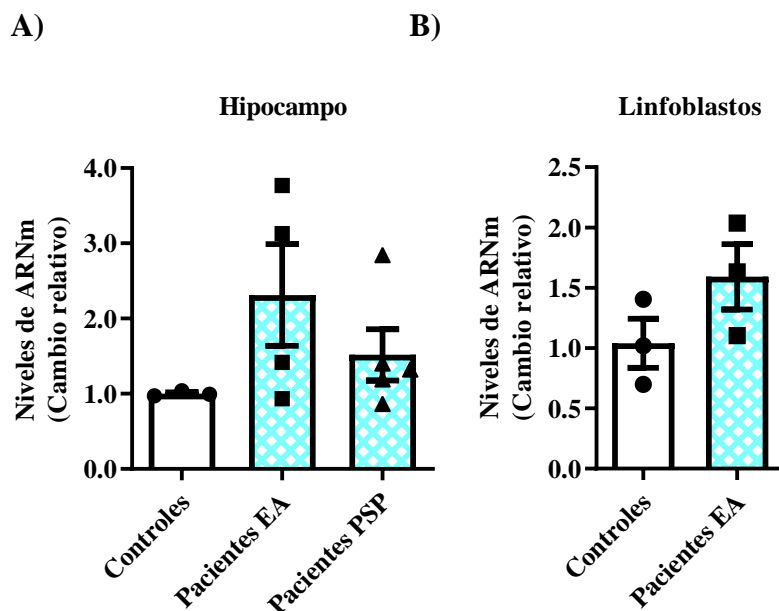 A)
Hipocampo
Niveles de ARNm
(Cambio relativo)
4.0
3.0
2.0
1.0
0.0
Controles
Pacientes EA
Pacientes PSP
B)
Linfoblastos
Niveles de ARNm
(Cambio relativo)
2.5
2.0
1.5
1.0
0.5
0.0
Controles
Pacientes EA